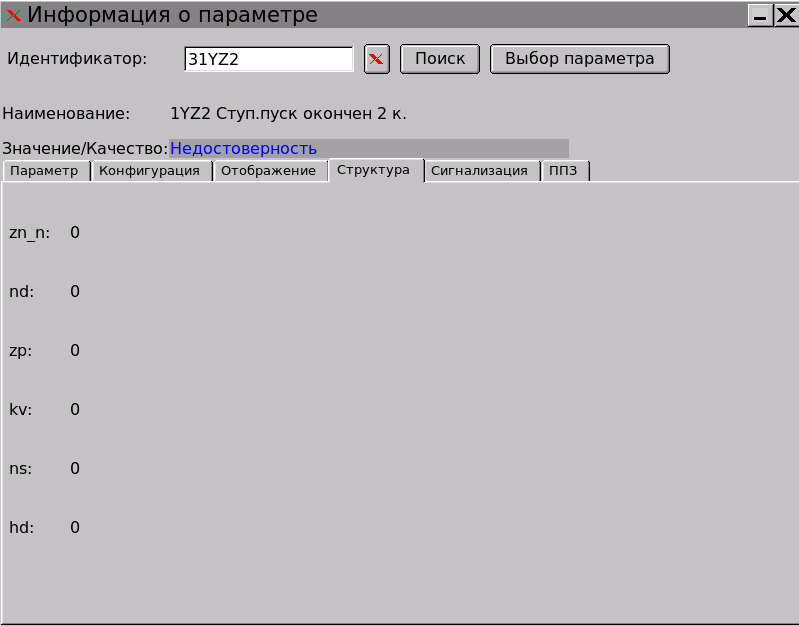 Информация о параметре
Идентификатор: 31YZ2 Поиск Выбор параметра
Наименование: 1YZ2 Ступ.пуск окончен 2 к.
Значение/Качество: Недостоверность
Параметр Конфигурация Отображение Структура Сигнализация ППЗ
zn_n: 0
nd: 0
zp: 0
kv: 0
ns: 0
hd: 0